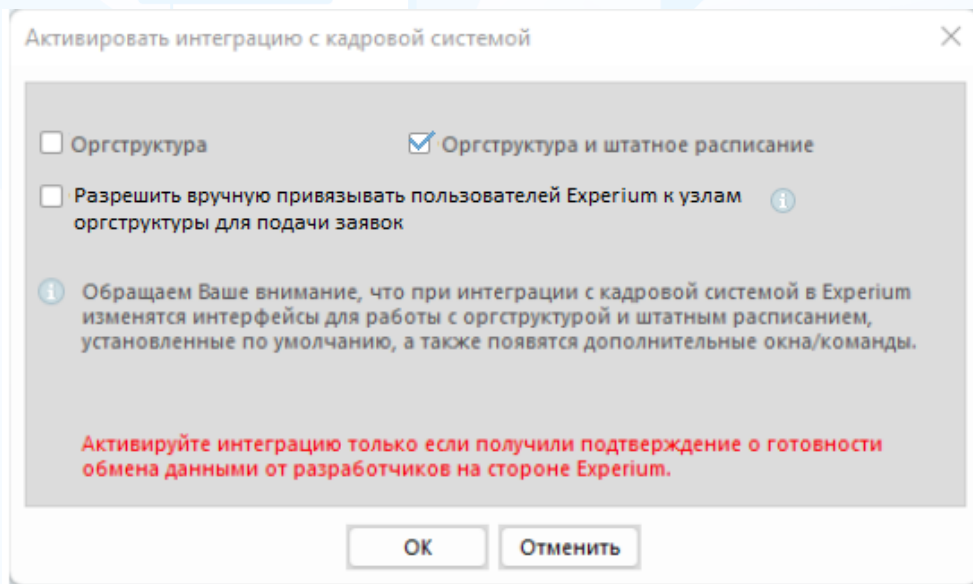 Активировать интеграцию с кадровой системой
Оргструктура
Оргструктура и штатное расписание
Разрешить вручную привязывать пользователей Experium к узлам
оргструктуры для подачи заявок
Обращаем Ваше внимание, что при интеграции с кадровой системой в Experium
изменятся интерфейсы для работы с оргструктурой и штатным расписанием,
установленные по умолчанию, а также появятся дополнительные окна/команды.
Активируйте интеграцию только если получили подтверждение о готовности
обмена данными от разработчиков на стороне Experium.
ОК
Отменить